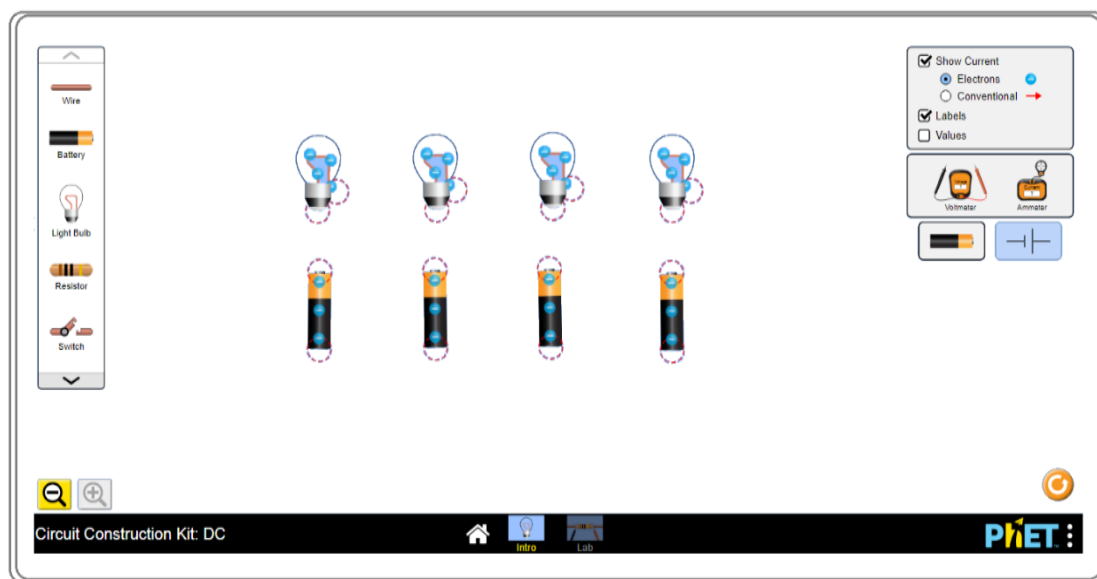 Wire
Battery
Light Bulb
Resistor
Switch
Show Current
Electrons
Conventional
Labels
Values
Voltmeter
Ammeter
Current
Circuit Construction Kit: DC
Intro
Lab
PhET